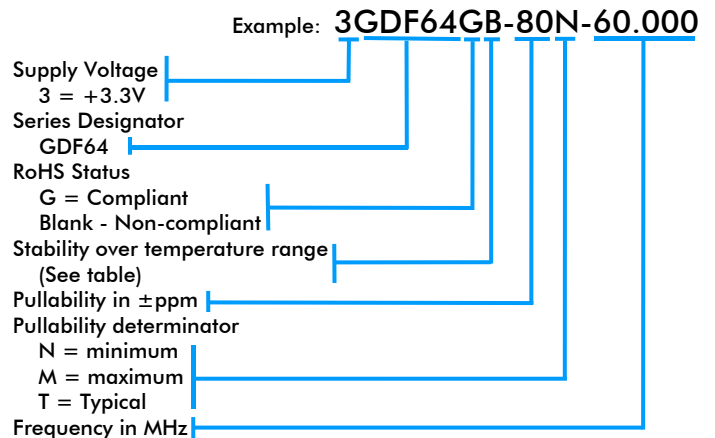 Example: 3GDF64GB-80N-60.000
Supply Voltage
3 = +3.3V
Series Designator
GDF64
RoHS Status
G = Compliant
Blank - Non-compliant
Stability over temperature range
(See table)
Pullability in ±ppm
Pullability determinator
N = minimum
M = maximum
T = Typical
Frequency in MHz